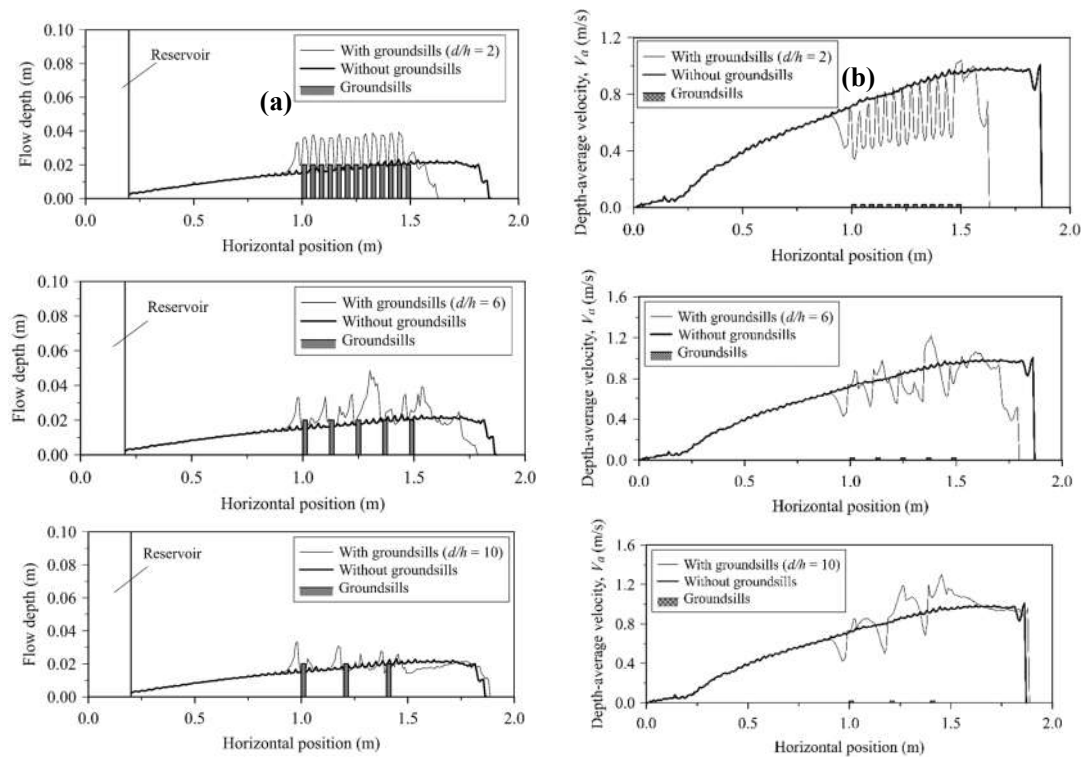 (a)
Flow depth (m)
0.10
0.08
0.06
0.04
0.02
0.00
Reservoir
With groundsills (d/h = 2)
Without groundsills
Groundsills
0.0 0.5 1.0 1.5 2.0
Horizontal position (m)
(b)
Depth-average velocity, Va (m/s)
1.2
0.8
0.4
0.0
With groundsills (d/h = 2)
Without groundsills
Groundsills
0.0 0.5 1.0 1.5 2.0
Horizontal position (m)
Flow depth (m)
0.10
0.08
0.06
0.04
0.02
0.00
Reservoir
With groundsills (d/h = 6)
Without groundsills
Groundsills
0.0 0.5 1.0 1.5 2.0
Horizontal position (m)
Depth-average velocity, Va (m/s)
1.6
1.2
0.8
0.4
0.0
With groundsills (d/h = 6)
Without groundsills
Groundsills
0.0 0.5 1.0 1.5 2.0
Horizontal position (m)
Flow depth (m)
0.10
0.08
0.06
0.04
0.02
0.00
Reservoir
With groundsills (d/h = 10)
Without groundsills
Groundsills
0.0 0.5 1.0 1.5 2.0
Horizontal position (m)
Depth-average velocity, Va (m/s)
1.6
1.2
0.8
0.4
0.0
With groundsills (d/h = 10)
Without groundsills
Groundsills
0.0 0.5 1.0 1.5 2.0
Horizontal position (m)